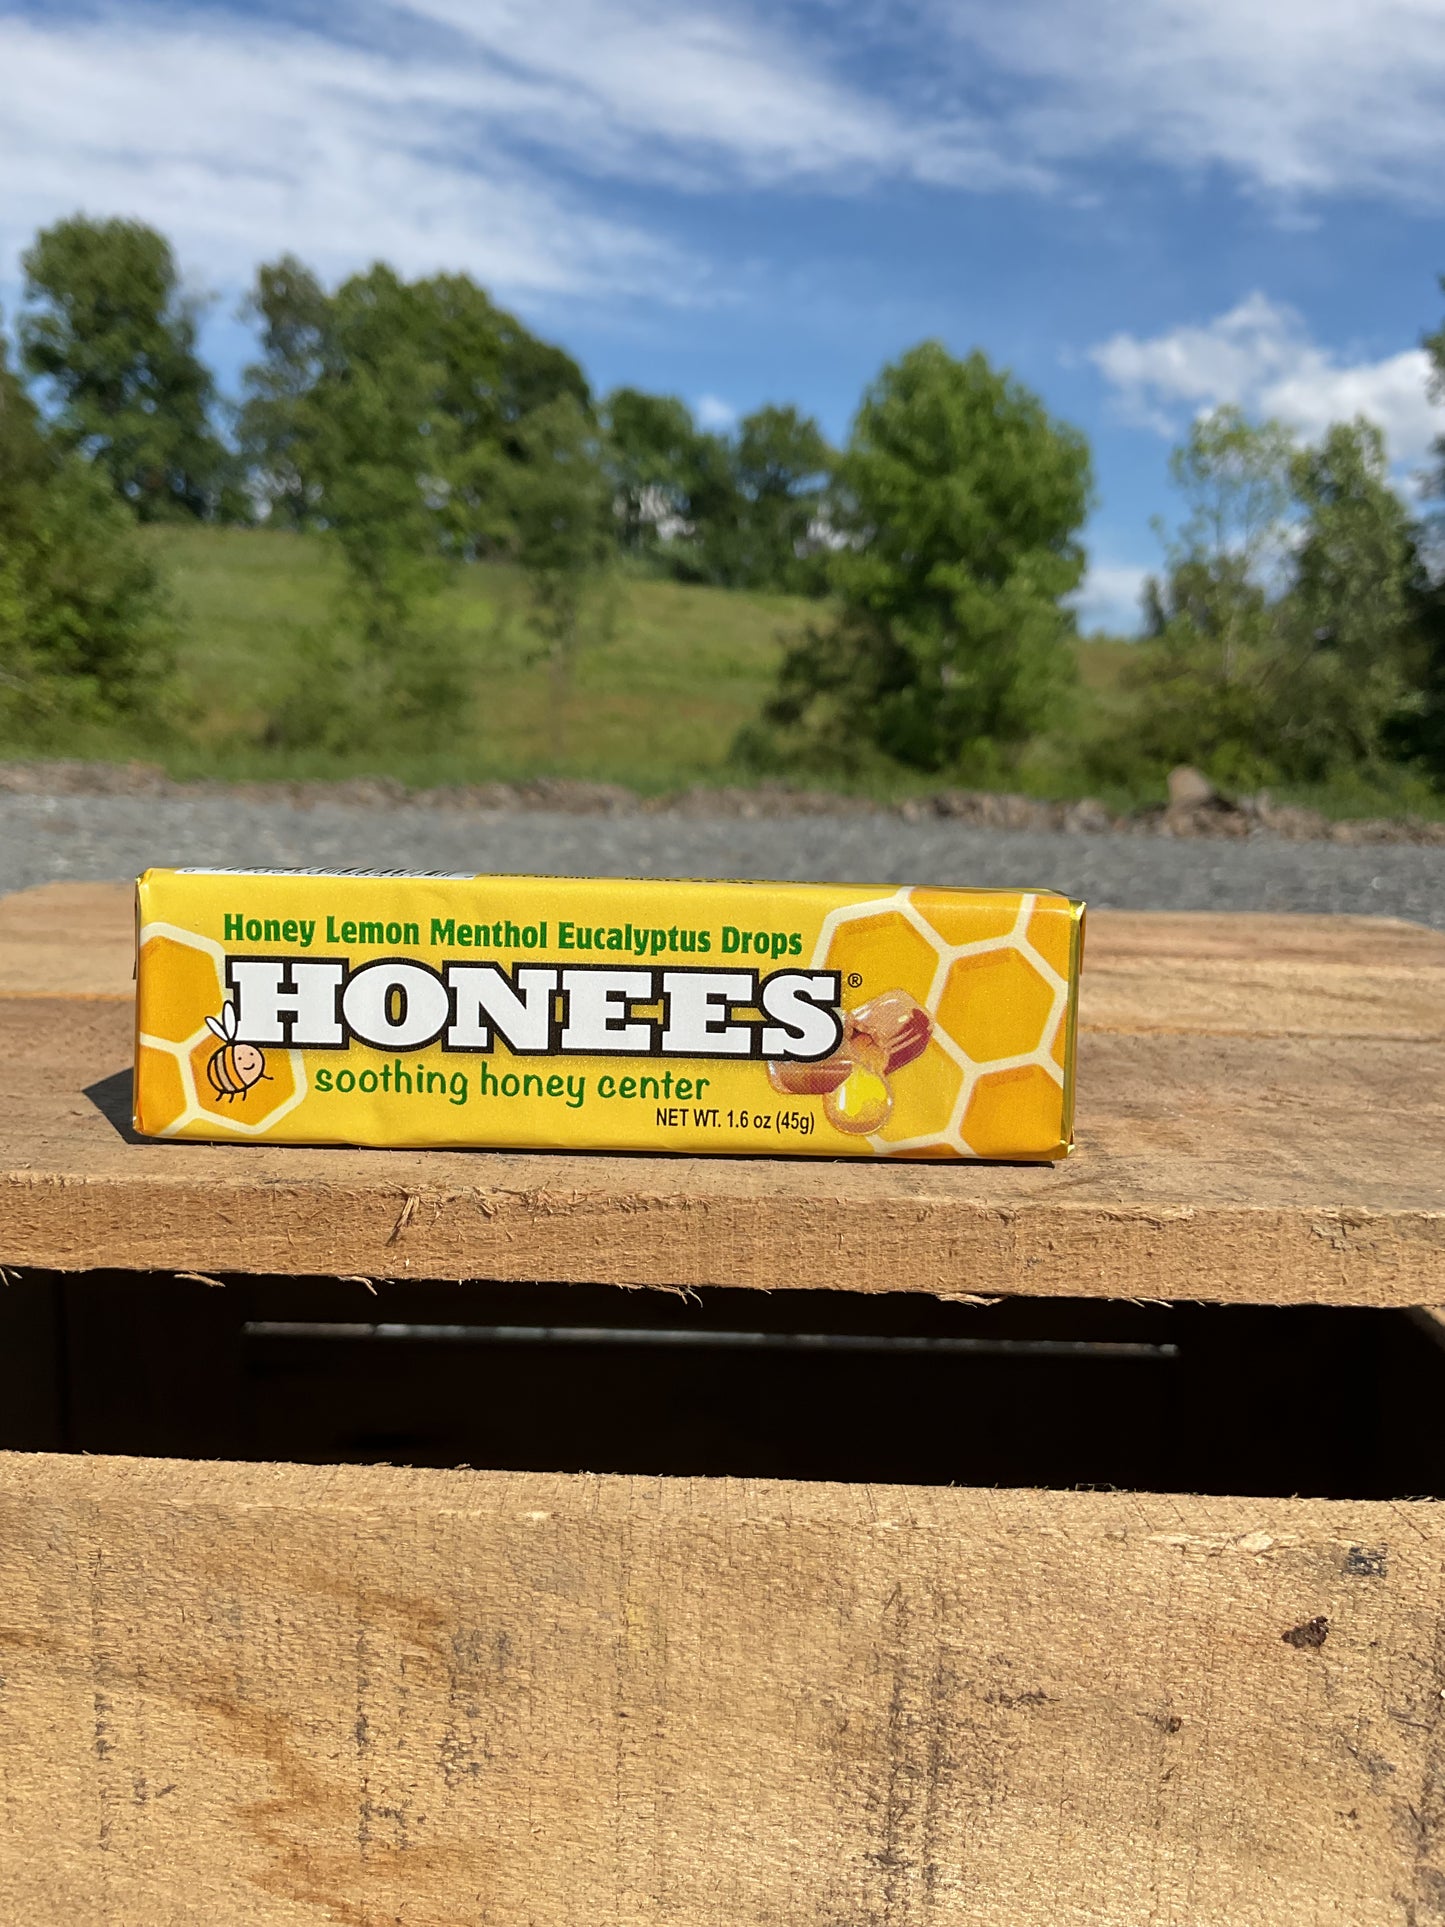 Honey Lemon Menthol Eucalyptus Drops
HONEES®
soothing honey center
NET WT. 1.6 oz (45g)